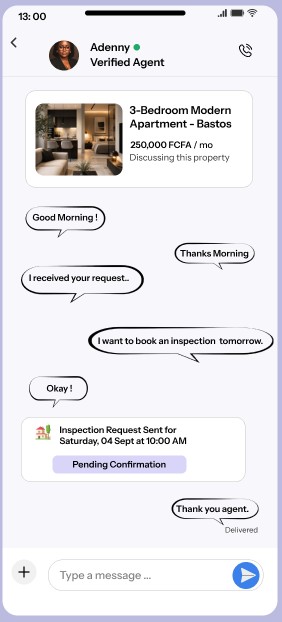 13: 00
Adenny
Verified Agent
3-Bedroom Modern
Apartment - Bastos
250,000 FCFA / mo
Discussing this property
Good Morning !
Thanks Morning
I received your request..
I want to book an inspection tomorrow.
Okay !
Inspection Request Sent for
Saturday, 04 Sept at 10:00 AM
Pending Confirmation
Thank you agent.
Delivered
Type a message ...